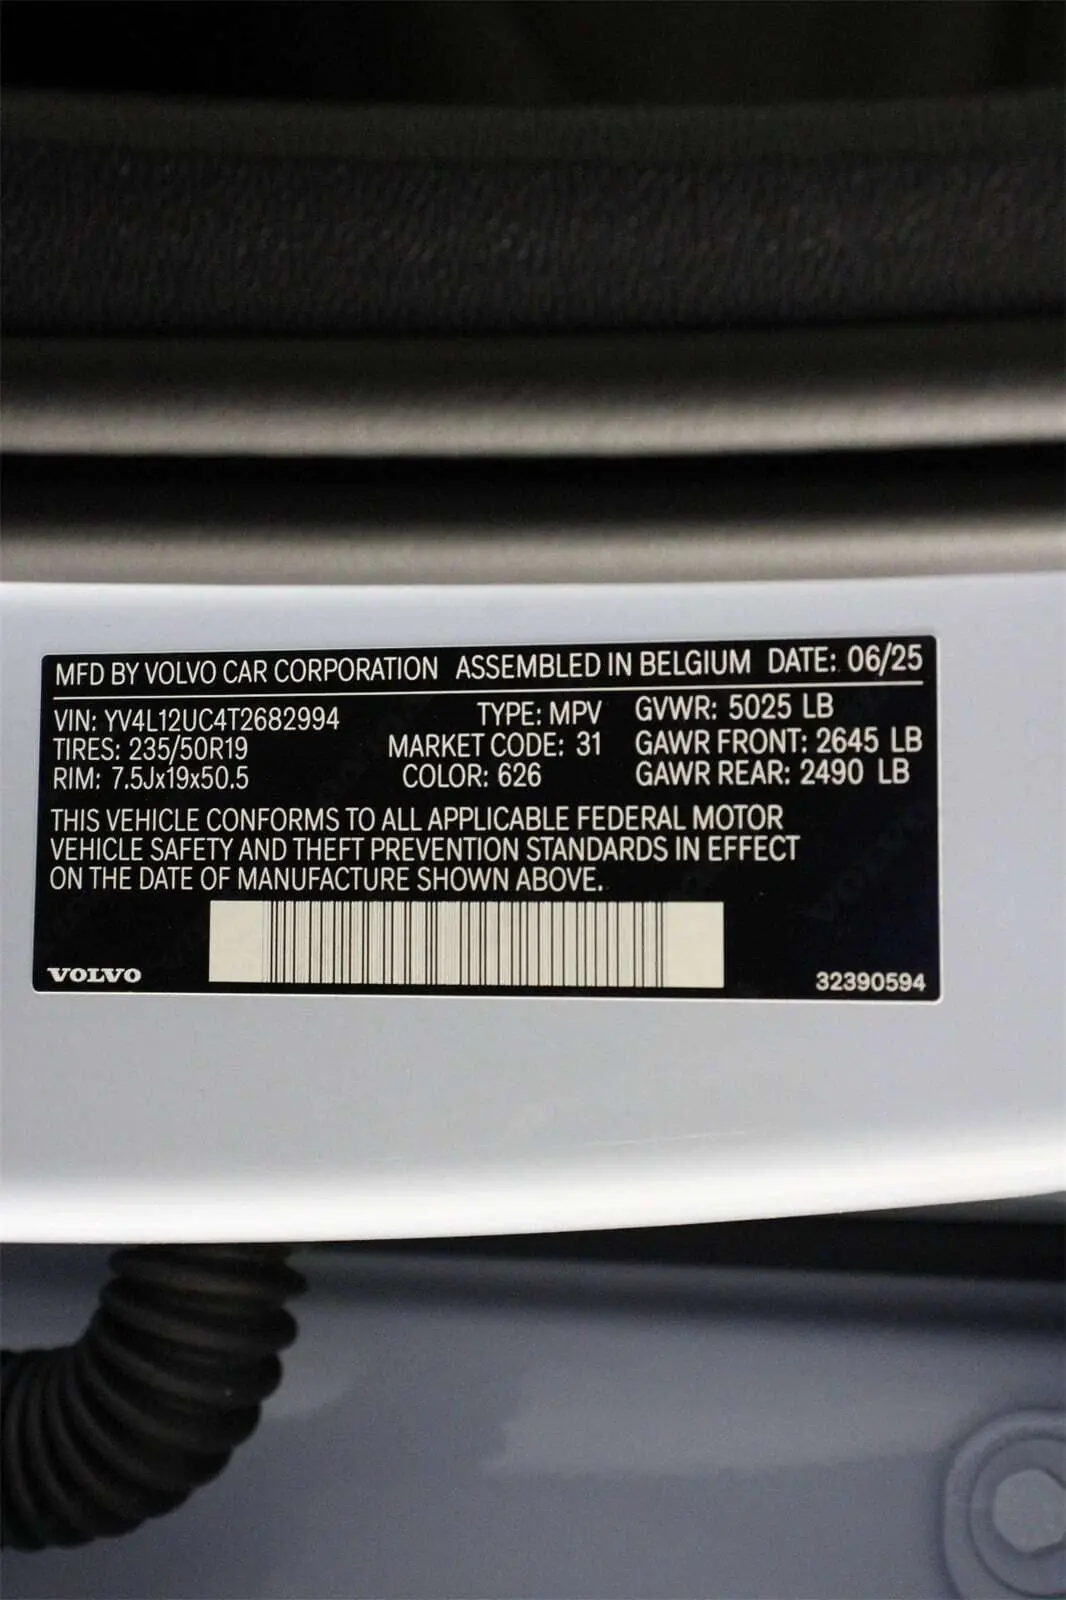 MFD BY VOLVO CAR CORPORATION ASSEMBLED IN BELGIUM DATE: 06/25
VIN: YV4L12UC4T2682994 TYPE: MPV GVWR: 5025 LB
TIRES: 235/50R19 MARKET CODE: 31 GAWR FRONT: 2645 LB
RIM: 7.5Jx19x50.5 COLOR: 626 GAWR REAR: 2490 LB
THIS VEHICLE CONFORMS TO ALL APPLICABLE FEDERAL MOTOR
VEHICLE SAFETY AND THEFT PREVENTION STANDARDS IN EFFECT
ON THE DATE OF MANUFACTURE SHOWN ABOVE.
VOLVO 32390594